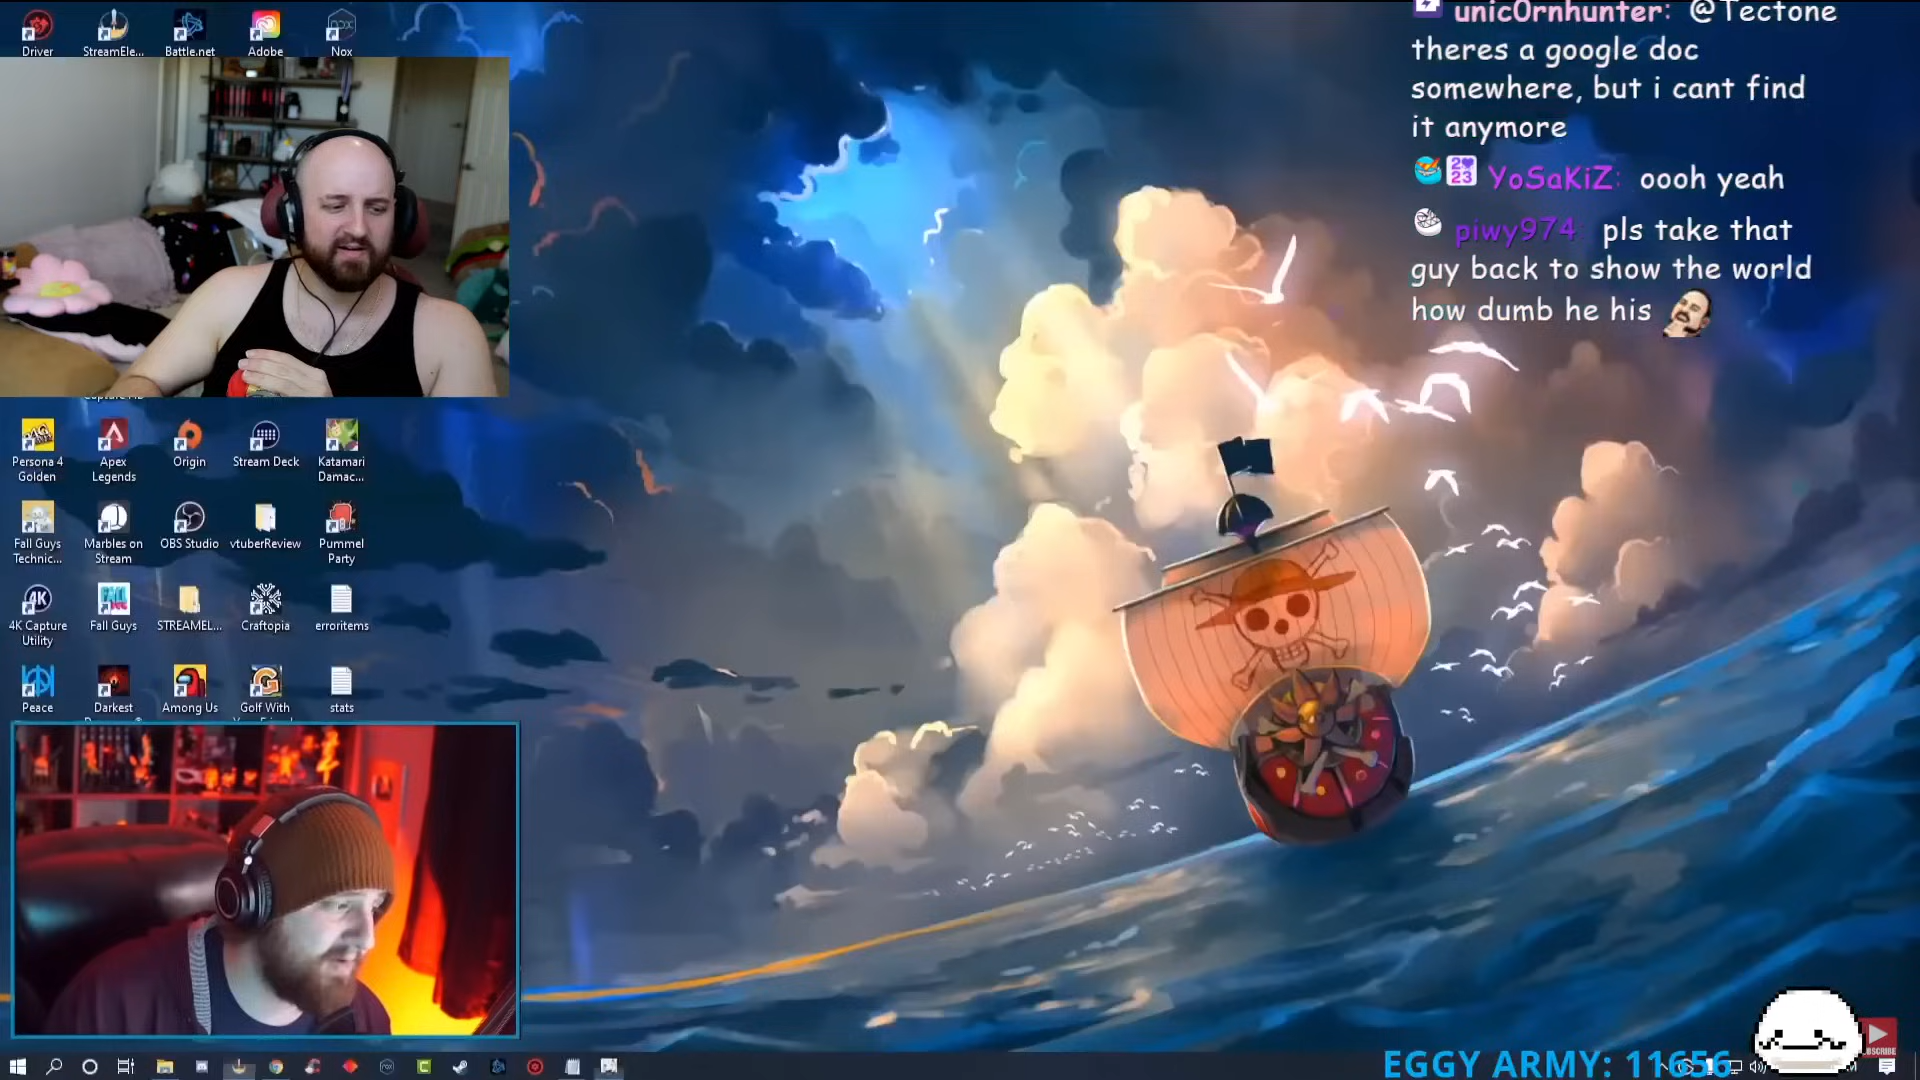 Driver
StreamEle...
Battle.net
Adobe
Nox
unic0rnhunter: @Tectone
theres a google doc
somewhere, but i cant find
it anymore
YoSaKiZ: oooh yeah
piwy974: pls take that
guy back to show the world
how dumb he his
Persona 4
Golden
Apex
Legends
Origin
Stream Deck
Katamari
Damac...
Fall Guys
Technic...
Marbles on
Stream
OBS Studio
vtuberReview
Pummel
Party
4K Capture
Utility
Fall Guys
STREAMEL...
Craftopia
erroritems
Peace
Darkest
Among Us
Golf With
stats
EGGY ARMY: 11656